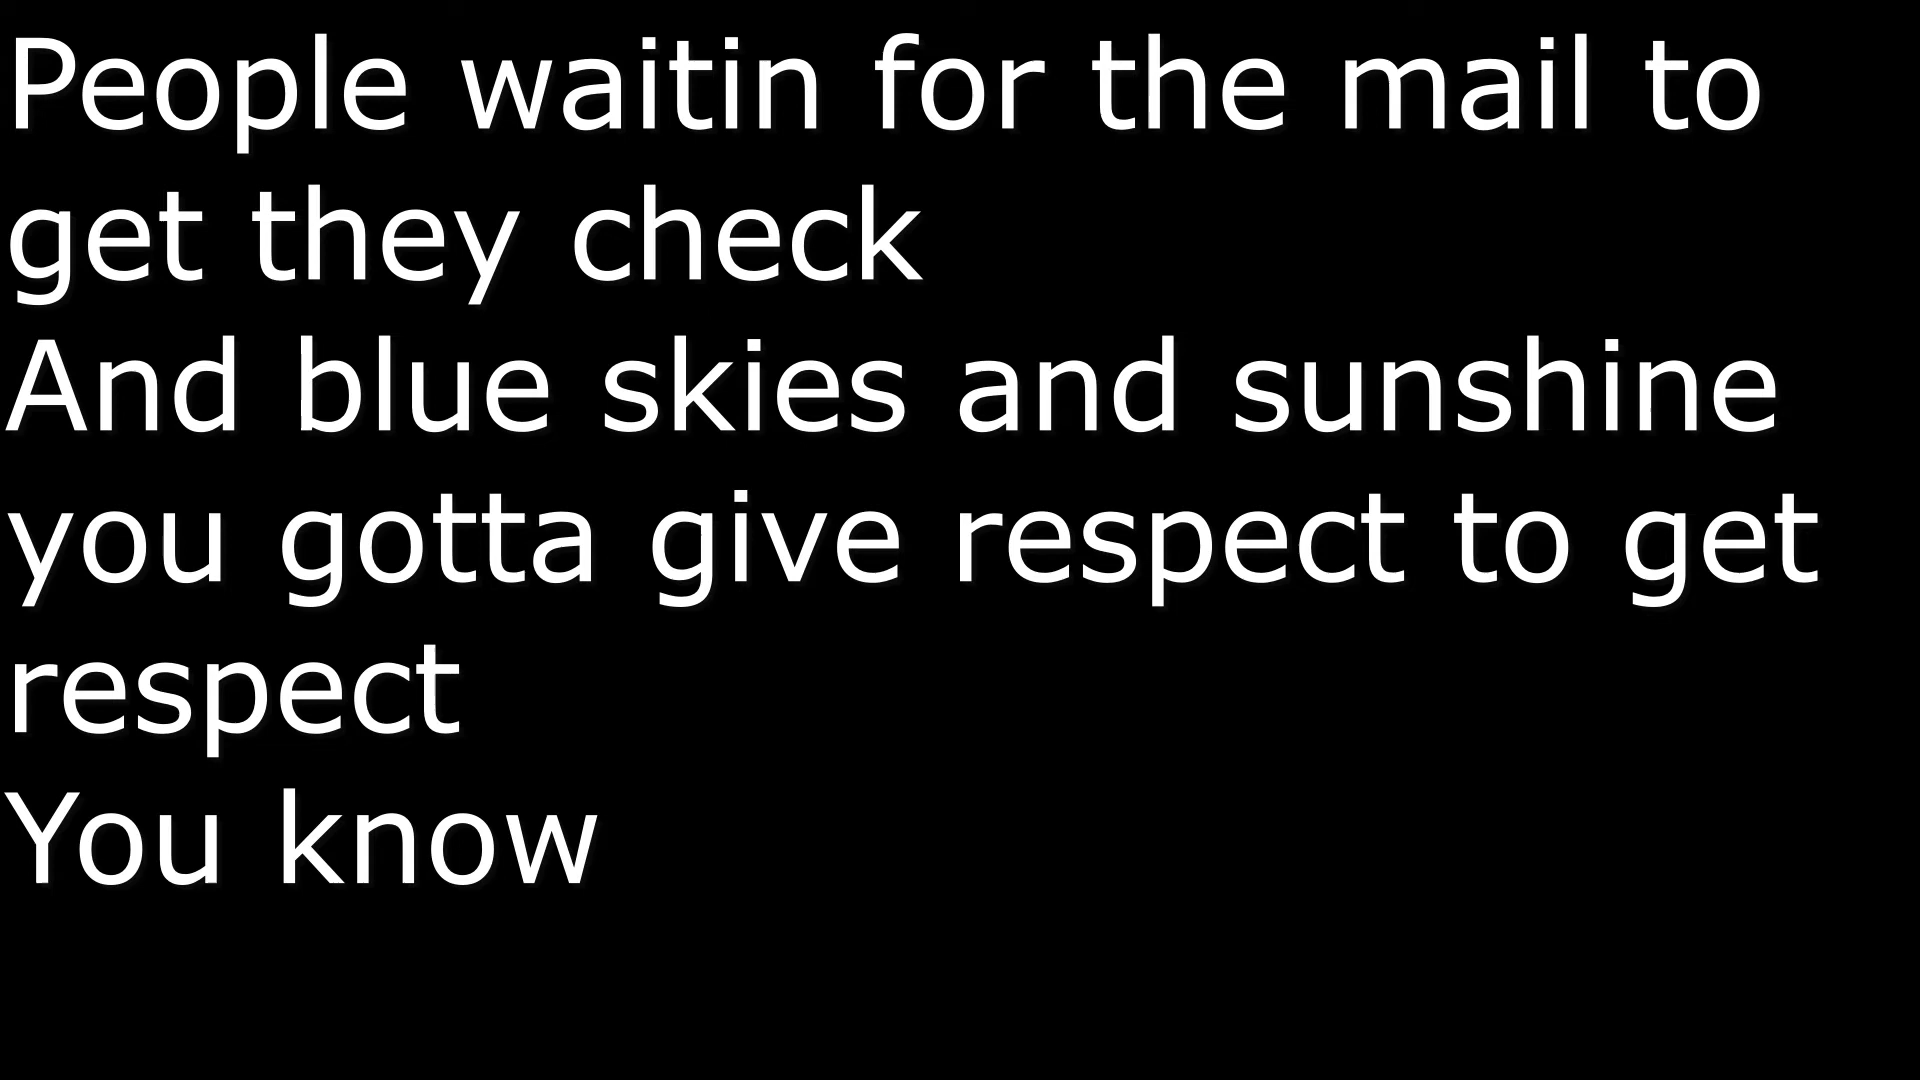 People waitin for the mail to
get they check
And blue skies and sunshine
you gotta give respect to get
respect
You know